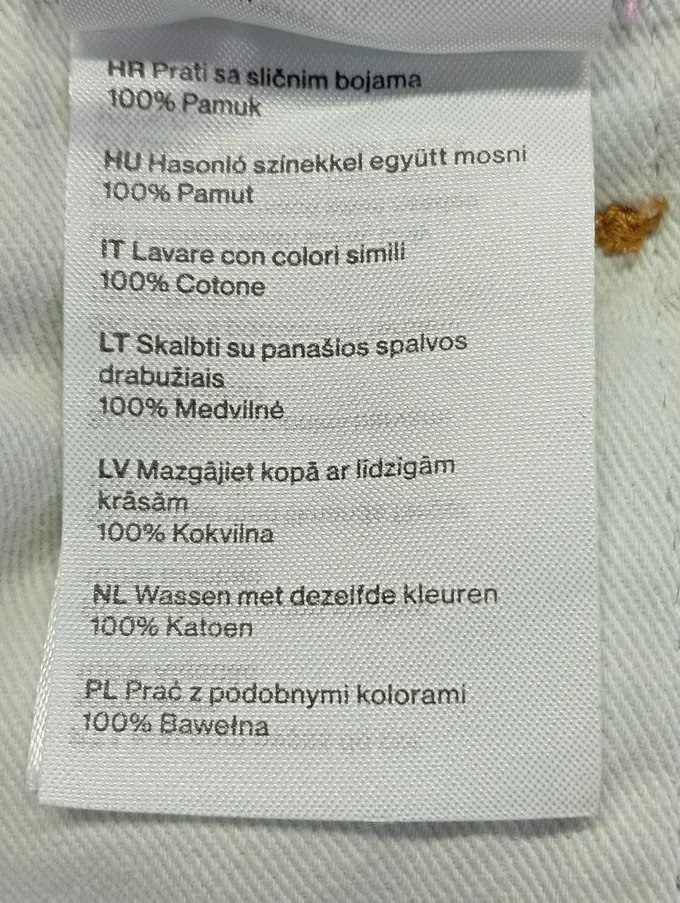 HR Prati sa sličnim bojama
100% Pamuk
HU Hasonló színekkel együtt mosni
100% Pamut
IT Lavare con colori simili
100% Cotone
LT Skalbti su panašios spalvos
drabužiais
100% Medvilnė
LV Mazgājiet kopā ar līdzīgām
krāsām
100% Kokvilna
NL Wassen met dezelfde kleuren
100% Katoen
PL Prać z podobnymi kolorami
100% Bawełna